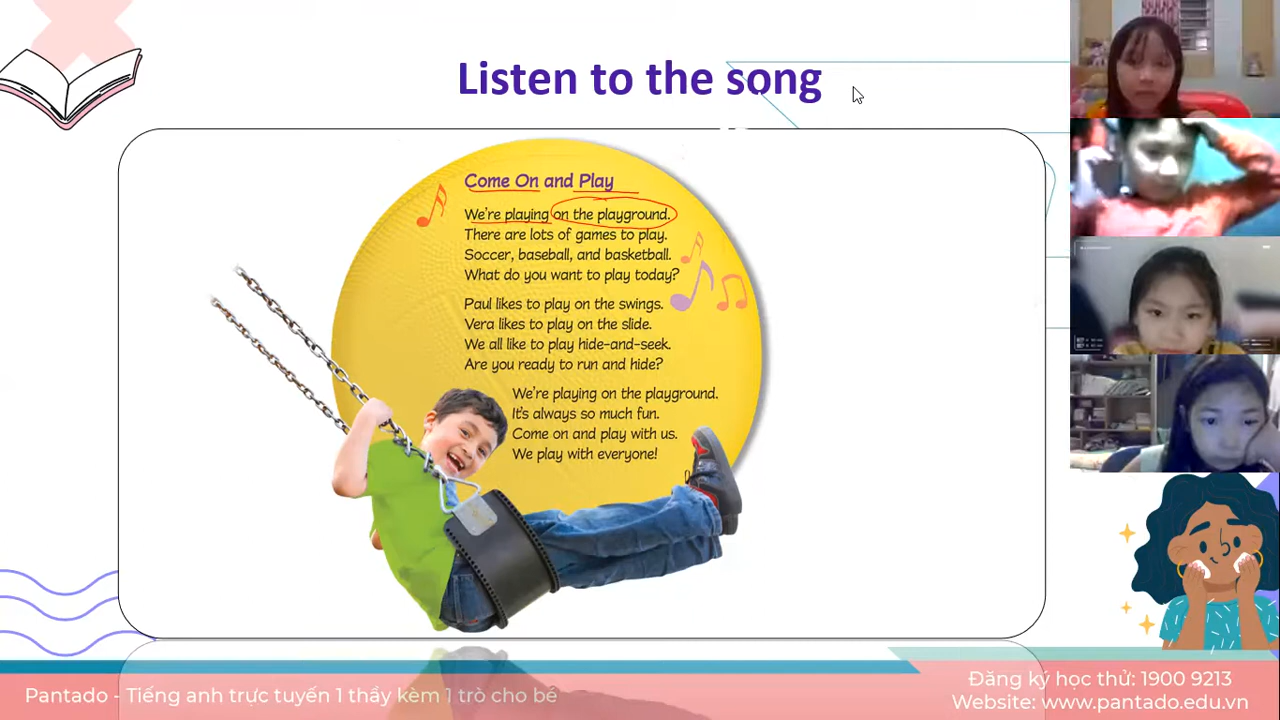 Listen to the song
Come On and Play
We're playing on the playground.
There are lots of games to play.
Soccer, baseball, and basketball.
What do you want to play today?
Paul likes to play on the swings.
Vera likes to play on the slide.
We all like to play hide-and-seek.
Are you ready to run and hide?
We're playing on the playground.
It's always so much fun.
Come on and play with us.
We play with everyone!
Pantado - Tiếng anh trực tuyến 1 thầy kèm 1 trò cho bé
Đăng ký học thử: 1900 9213
Website: www.pantado.edu.vn